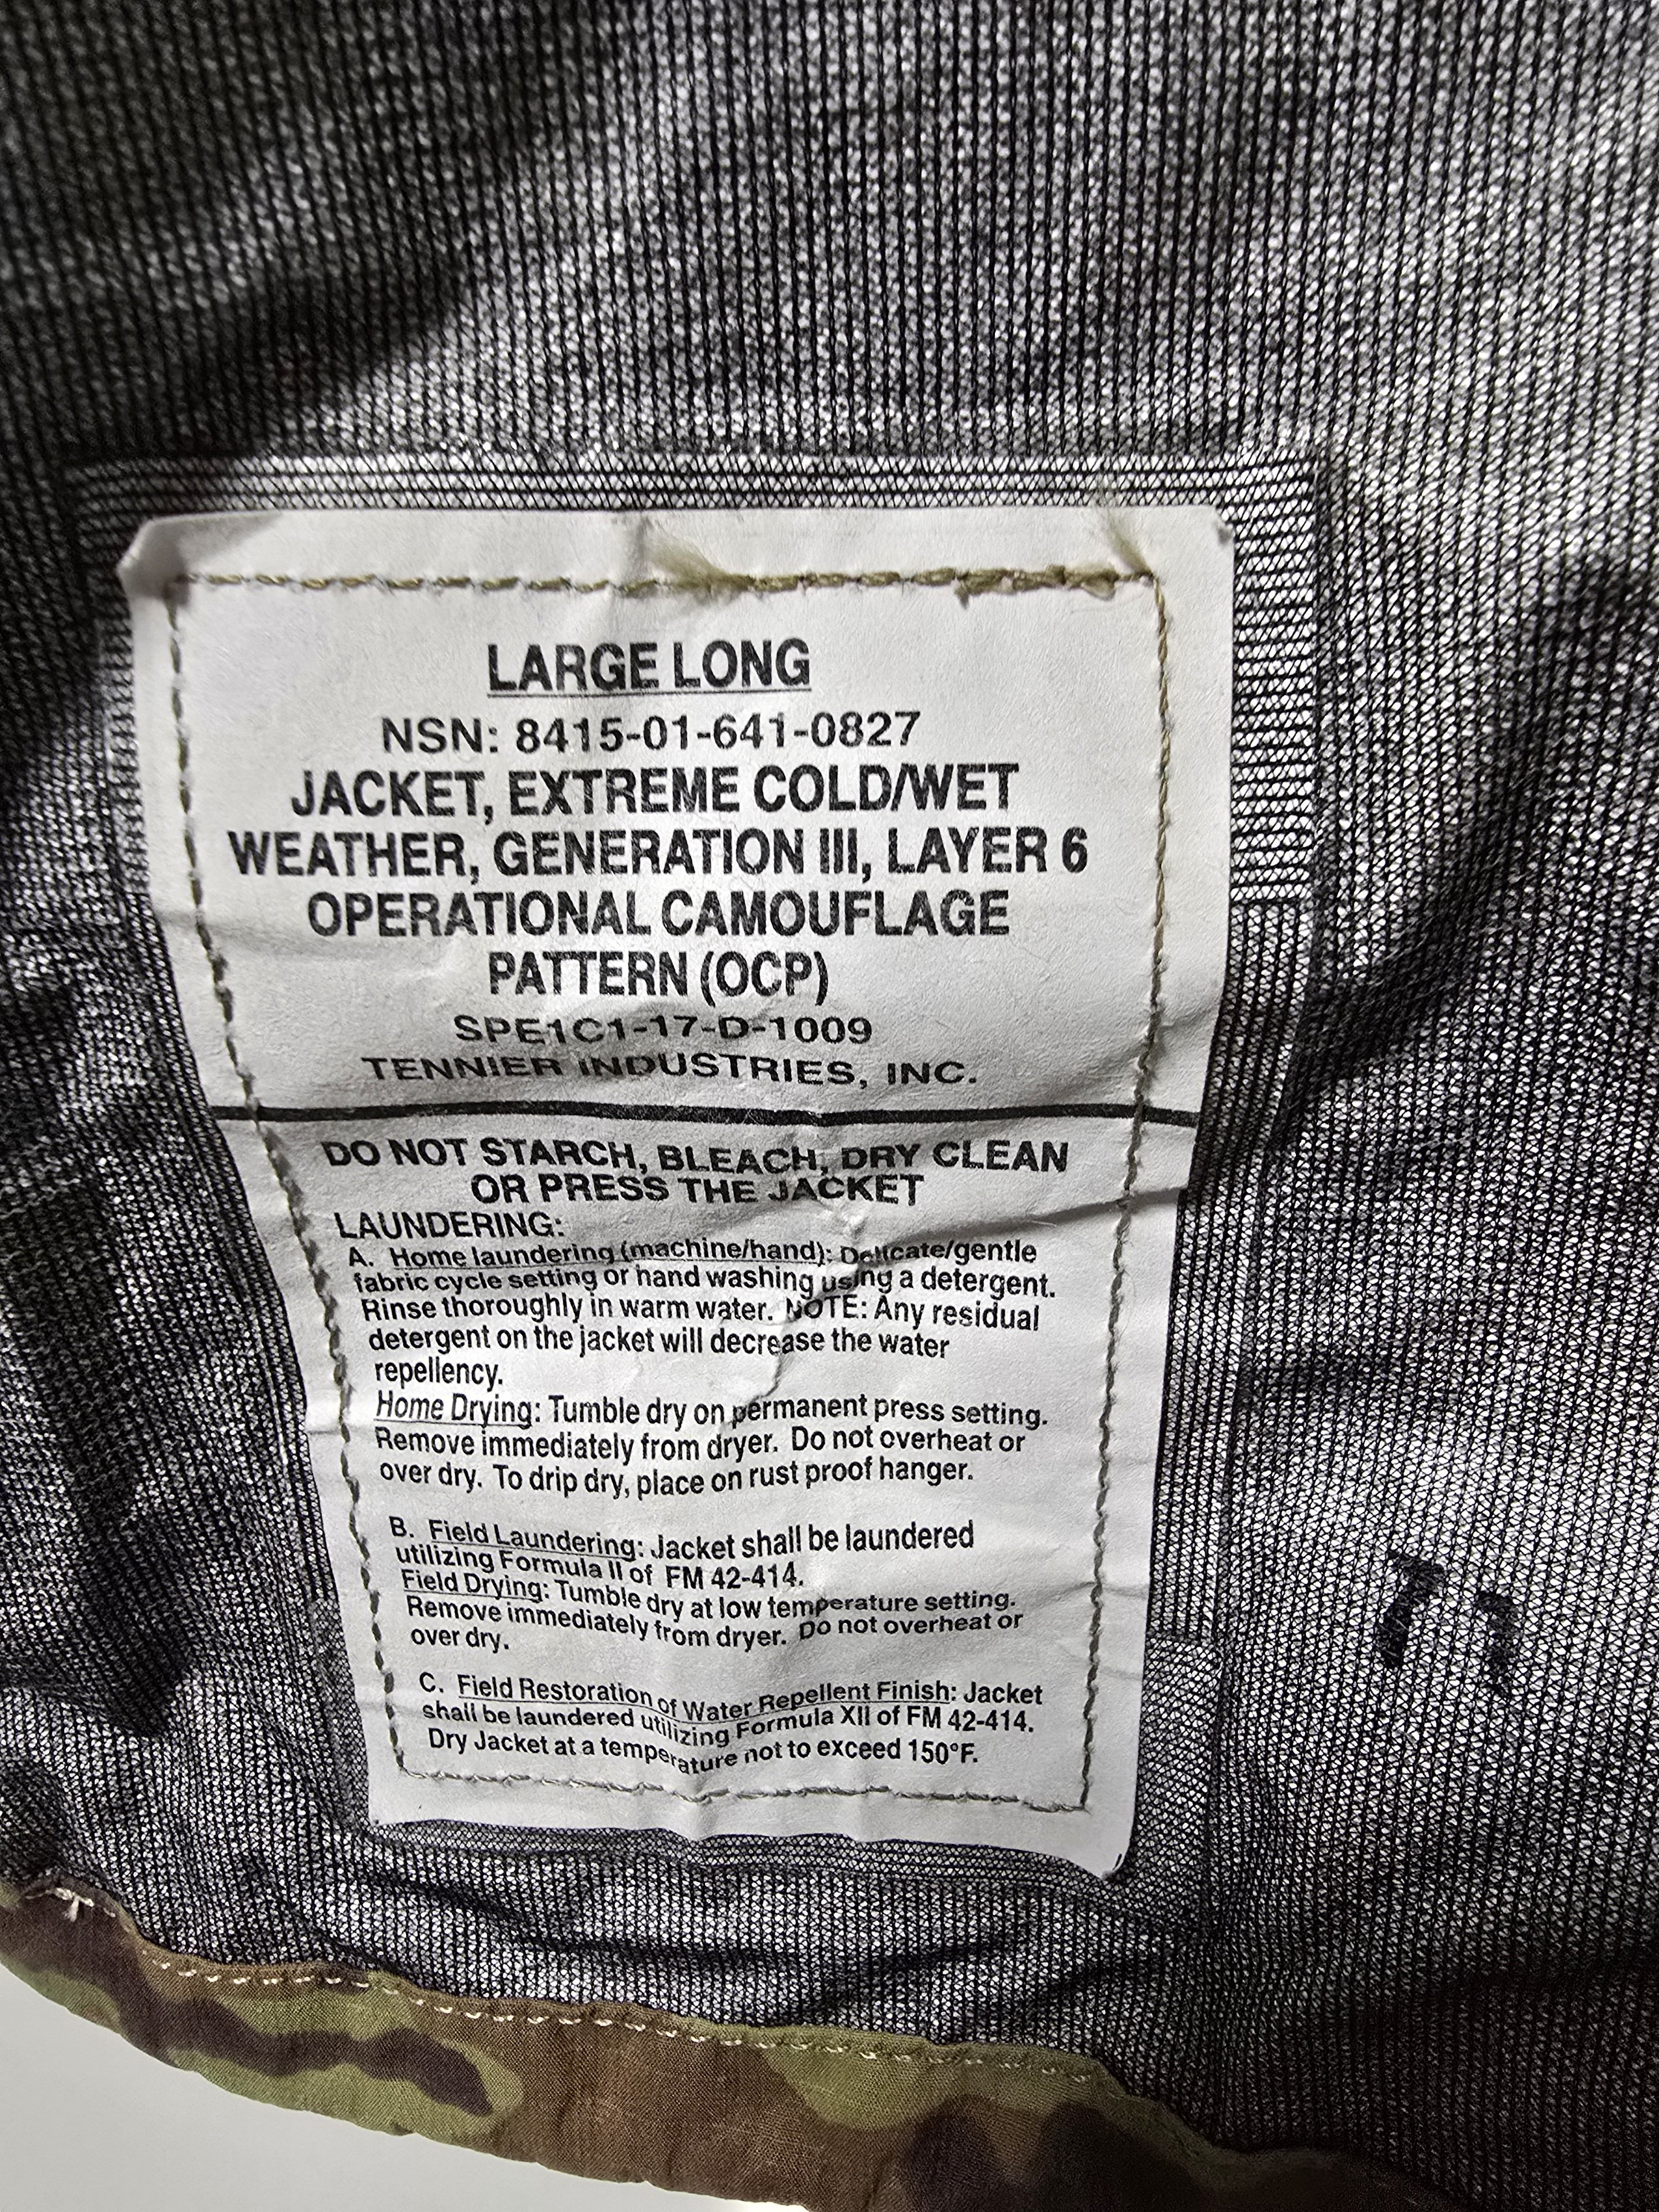 LARGE LONG
NSN: 8415-01-641-0827
JACKET, EXTREME COLD/WET
WEATHER, GENERATION III, LAYER 6
OPERATIONAL CAMOUFLAGE
PATTERN (OCP)
SPE1C1-17-D-1009
TENNIER INDUSTRIES, INC.
DO NOT STARCH, BLEACH, DRY CLEAN
OR PRESS THE JACKET
LAUNDERING:
A. Home laundering (machine/hand): Delicate/gentle
fabric cycle setting or hand washing using a detergent.
Rinse thoroughly in warm water. NOTE: Any residual
detergent on the jacket will decrease the water
repellency.
Home Drying: Tumble dry on permanent press setting.
Remove immediately from dryer. Do not overheat or
over dry. To drip dry, place on rust proof hanger.
B. Field Laundering: Jacket shall be laundered
utilizing Formula II of FM 42-414.
Field Drying: Tumble dry at low temperature setting.
Remove immediately from dryer. Do not overheat or
over dry.
C. Field Restoration of Water Repellent Finish: Jacket
shall be laundered utilizing Formula XII of FM 42-414.
Dry Jacket at a temperature not to exceed 150°F.